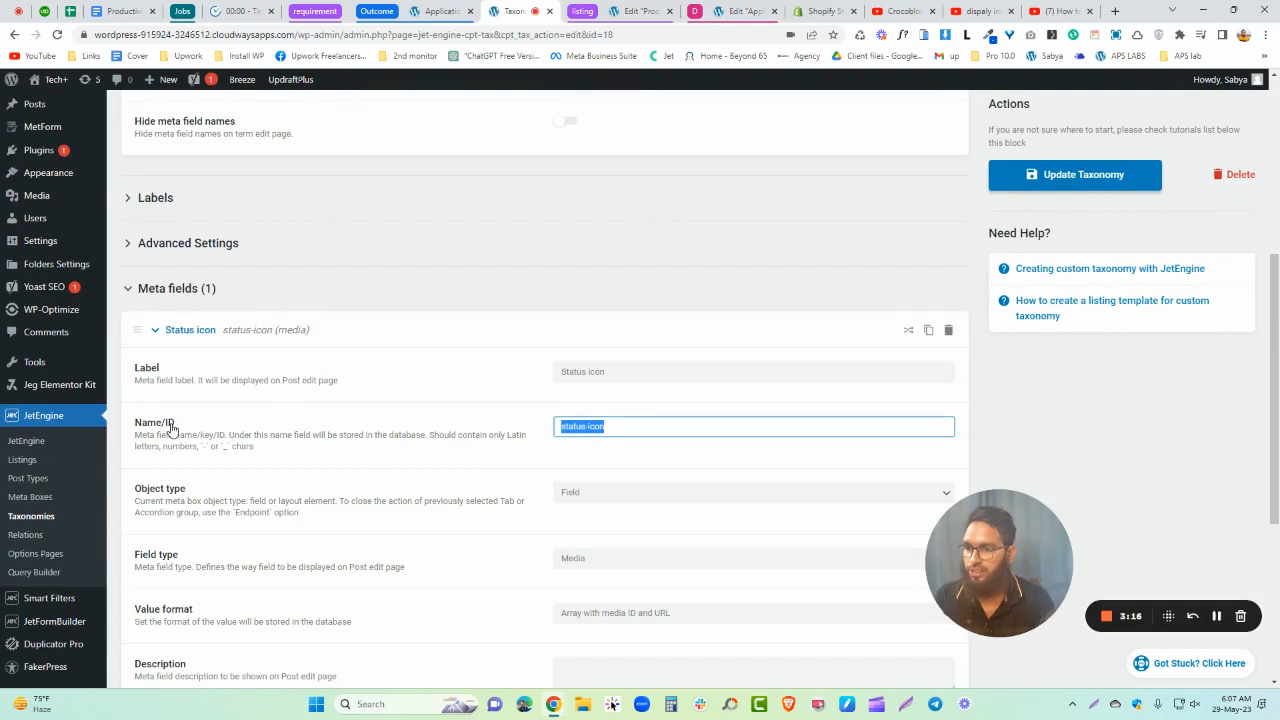 Jobs
00:00 - Ti
requirement
Outcome
Application
Taxon
listing
Edit "Prod
Edit "App
Shopify St
Crocoblo
dispaly in
(7) How t
wordpress-915924-3246512.cloudwaysapp.com/wp-admin/admin.php?page=jet-engine-cpt-tax&cpt_tax_action=edit&id=18
YouTube
Links
Cover
Upwork
InstallWP
Upwork Freelancers...
2nd monitor
*ChatGPT (Free Versi...
Meta Business Suite
Jet
Home - Beyond 65
Agency
Client files - Google...
up
Pro 10.0
Sabya
APS LABS
APS lab
Tech+
5
0
New
1
Breeze
UpdraftPlus
Howdy, Sabya
Posts
MetForm
Plugins 1
Appearance
Media
Users
Settings
Folders Settings
Yoast SEO 1
WP-Optimize
Comments
Tools
Jeg Elementor Kit
JetEngine
JetEngine
Listings
Post Types
Meta Boxes
Taxonomies
Relations
Options Pages
Query Builder
Smart Filters
JetFormBuilder
Duplicator Pro
FakerPress
Hide meta field names
Hide meta field names on term edit page.
Labels
Advanced Settings
Meta fields (1)
Status icon status-icon (media)
Label
Meta field label. It will be displayed on Post edit page
Status icon
Name/ID
Meta field name/key/ID. Under this name field will be stored in the database. Should contain only Latin
letters, numbers, `-` or `_` chars
status-icon
Object type
Current meta box object type: field or layout element. To close the action of previously selected Tab or
Accordion group, use the `Endpoint` option
Field
Field type
Meta field type. Defines the way field to be displayed on Post edit page
Media
Value format
Set the format of the value will be stored in the database
Array with media ID and URL
Description
Meta field description to be shown on Post edit page
Actions
If you are not sure where to start, please check tutorials list below
this block
Update Taxonomy
Delete
Need Help?
Creating custom taxonomy with JetEngine
How to create a listing template for custom
taxonomy
3:16
Got Stuck? Click Here
75°F
Haze
Search
6:07 AM
29-May-23